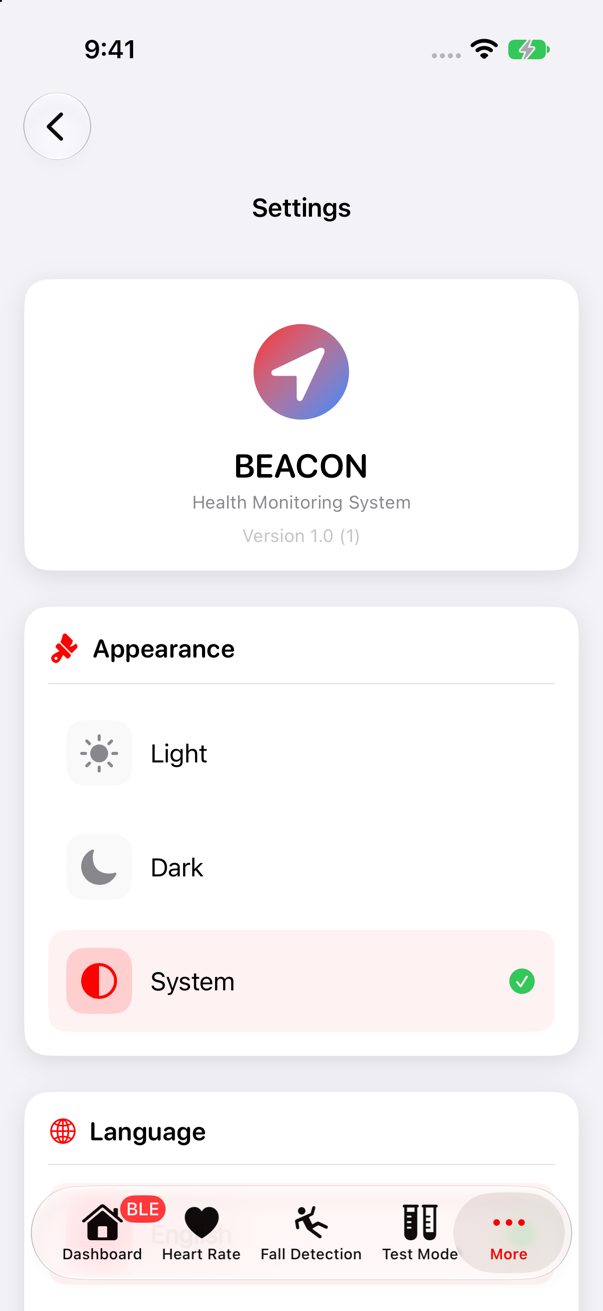 9:41
Settings
BEACON
Health Monitoring System
Version 1.0 (1)
Appearance
Light
Dark
System
Language
English
BLE
Dashboard
Heart Rate
Fall Detection
Test Mode
More